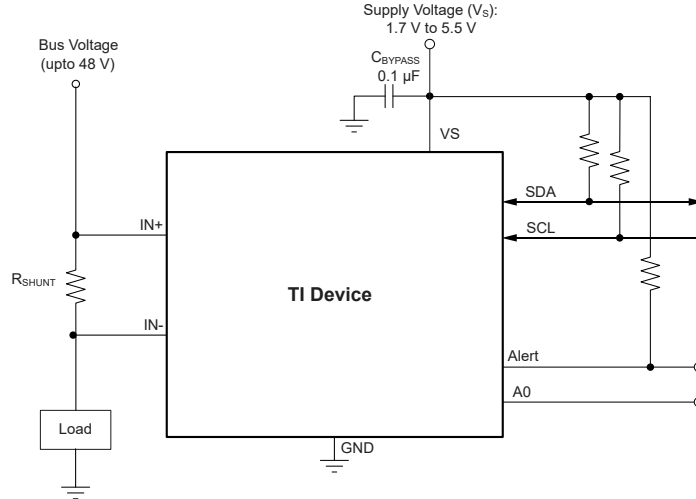 Supply Voltage (VS):
1.7 V to 5.5 V
Bus Voltage
(upto 48 V)
CBYPASS
0.1 µF
VS
SDA
SCL
IN+
RSHUNT
TI Device
IN-
Alert
A0
Load
GND